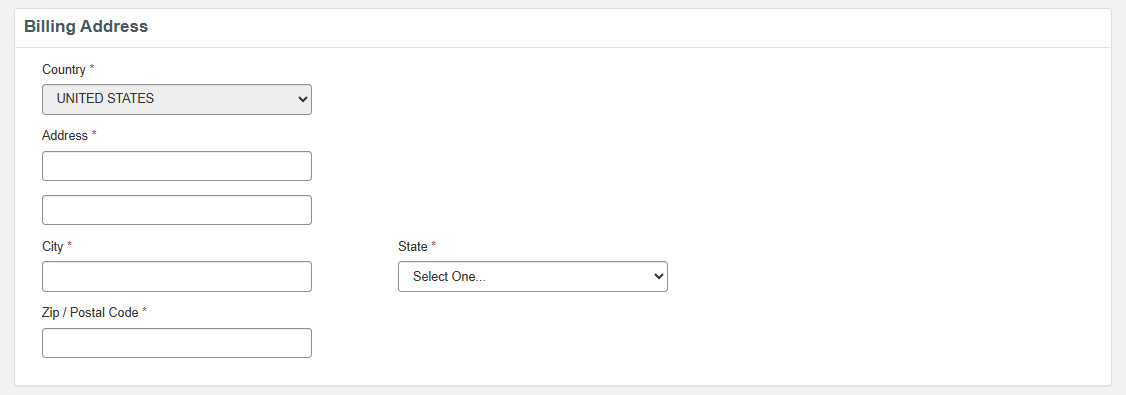 Billing Address
Country *
UNITED STATES
Address *
City *
State *
Select One...
Zip / Postal Code *